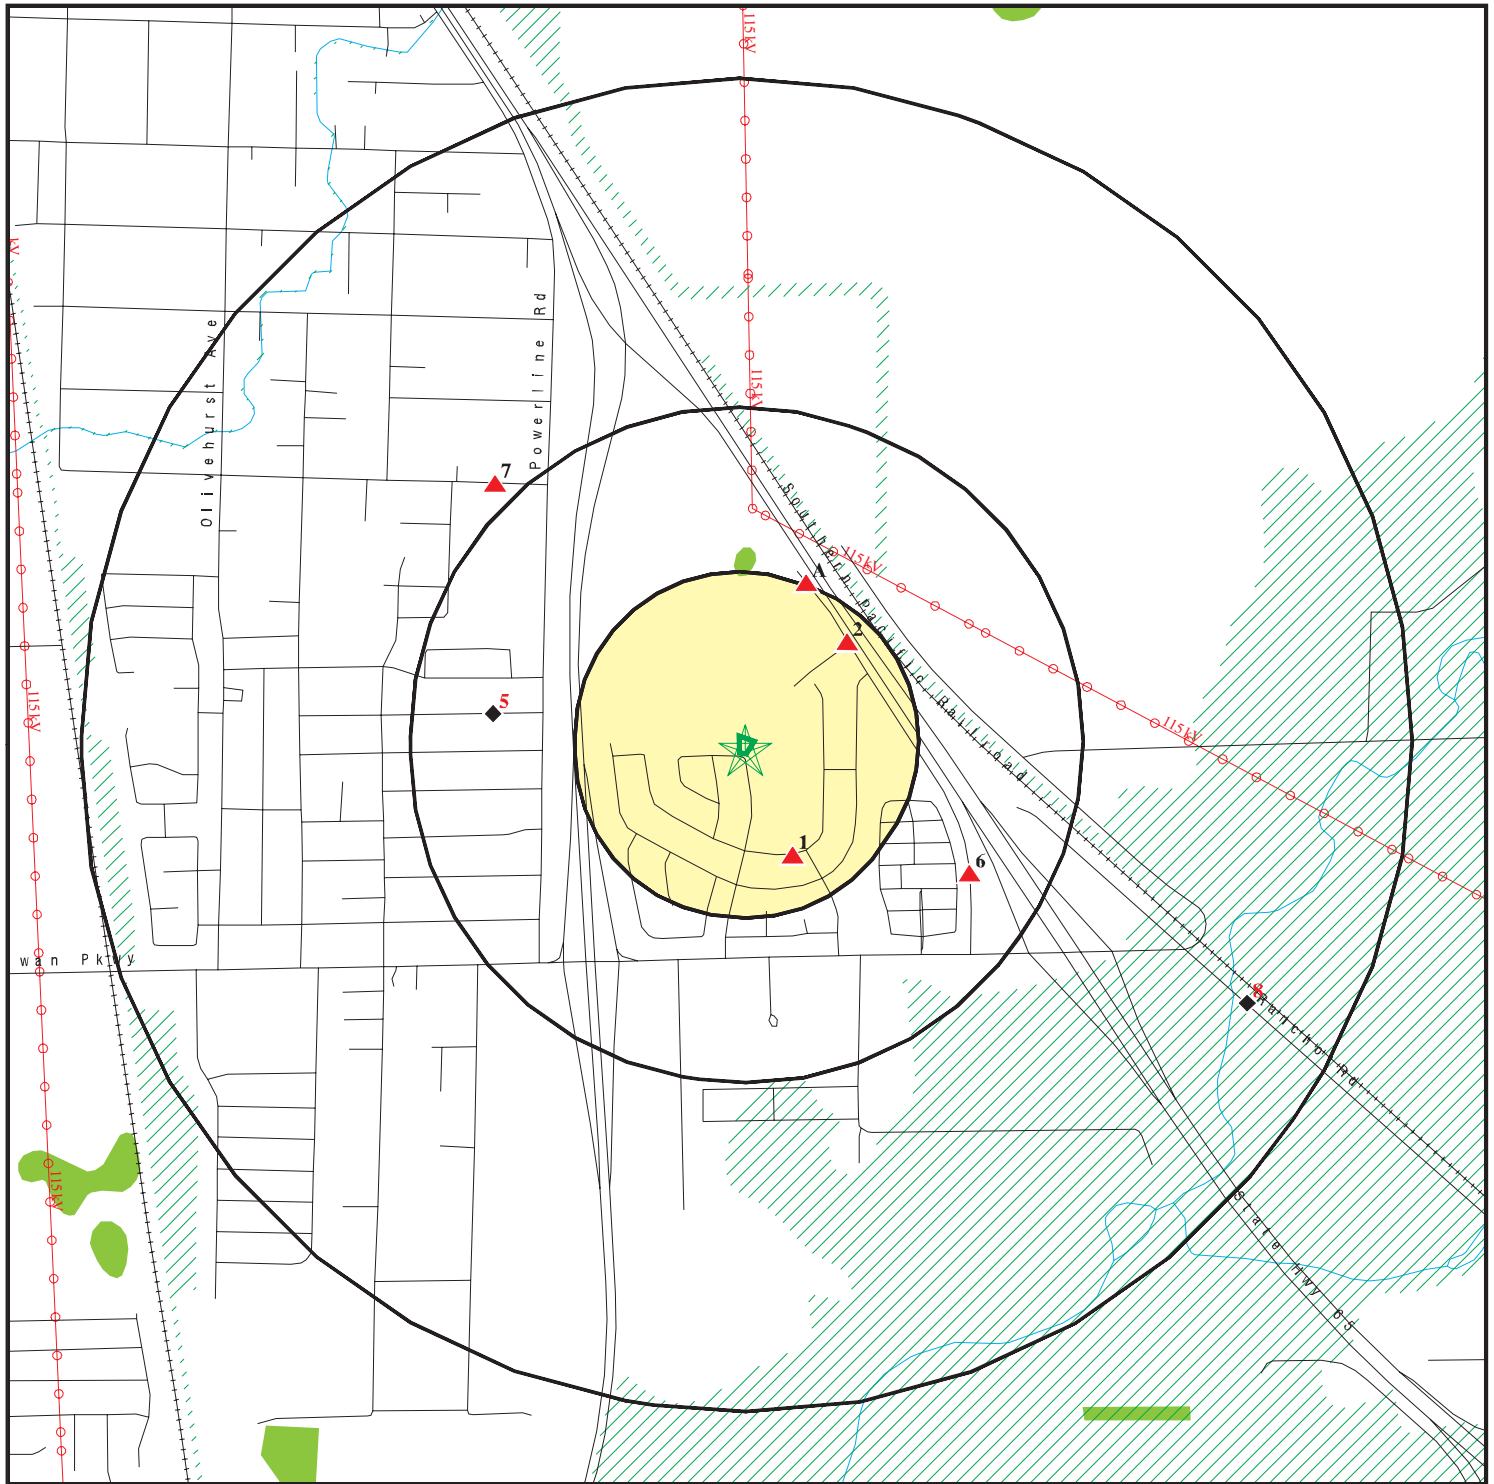 115kV
kV
115kV
Olivehurst Ave
Powerline Rd
7
Southern Pacific Railroad
115kV
A
2
5
115kV
115kV
1
6
wan Pkwy
8
Rancho Rd
115kV
State Hwy 65